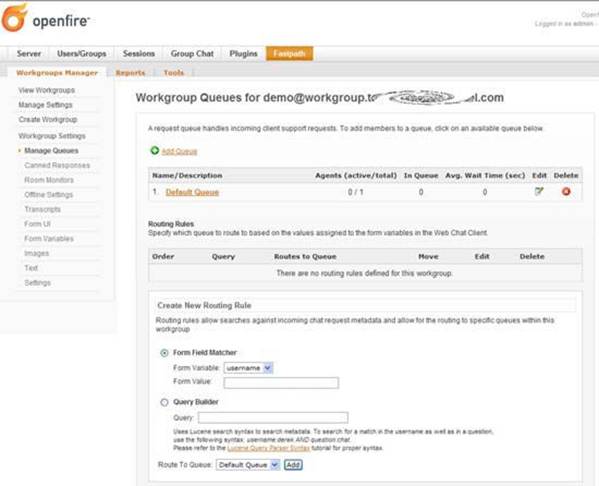 openfire™
Openf
Logged in as admin -
Server Users/Groups Sessions Group Chat Plugins Fastpath
Workgroups Manager Reports Tools
View Workgroups
Manage Settings
Create Workgroup
Workgroup Settings
Manage Queues
Canned Responses
Room Monitors
Offline Settings
Transcripts
Form UI
Form Variables
Images
Text
Settings
Workgroup Queues for demo@workgroup.to el.com
A request queue handles incoming client support requests. To add members to a queue, click on an available queue below.
Add Queue
Name/Description Agents (active/total) In Queue Avg. Wait Time (sec) Edit Delete
1. Default Queue 0 / 1 0 0
Routing Rules
Specify which queue to route to based on the values assigned to the form variables in the Web Chat Client.
Order Query Routes to Queue Move Edit Delete
There are no routing rules defined for this workgroup.
Create New Routing Rule
Routing rules allow searches against incoming chat request metadata and allow for the routing to specific queues within this
workgroup
Form Field Matcher
Form Variable: username
Form Value:
Query Builder
Query:
Uses Lucene search syntax to search metadata. To search for a match in the username as well as in a question,
use the following syntax: username:derek AND question:chat.
Please refer to the Lucene Query Parser Syntax tutorial for proper syntax.
Route To Queue: Default Queue Add